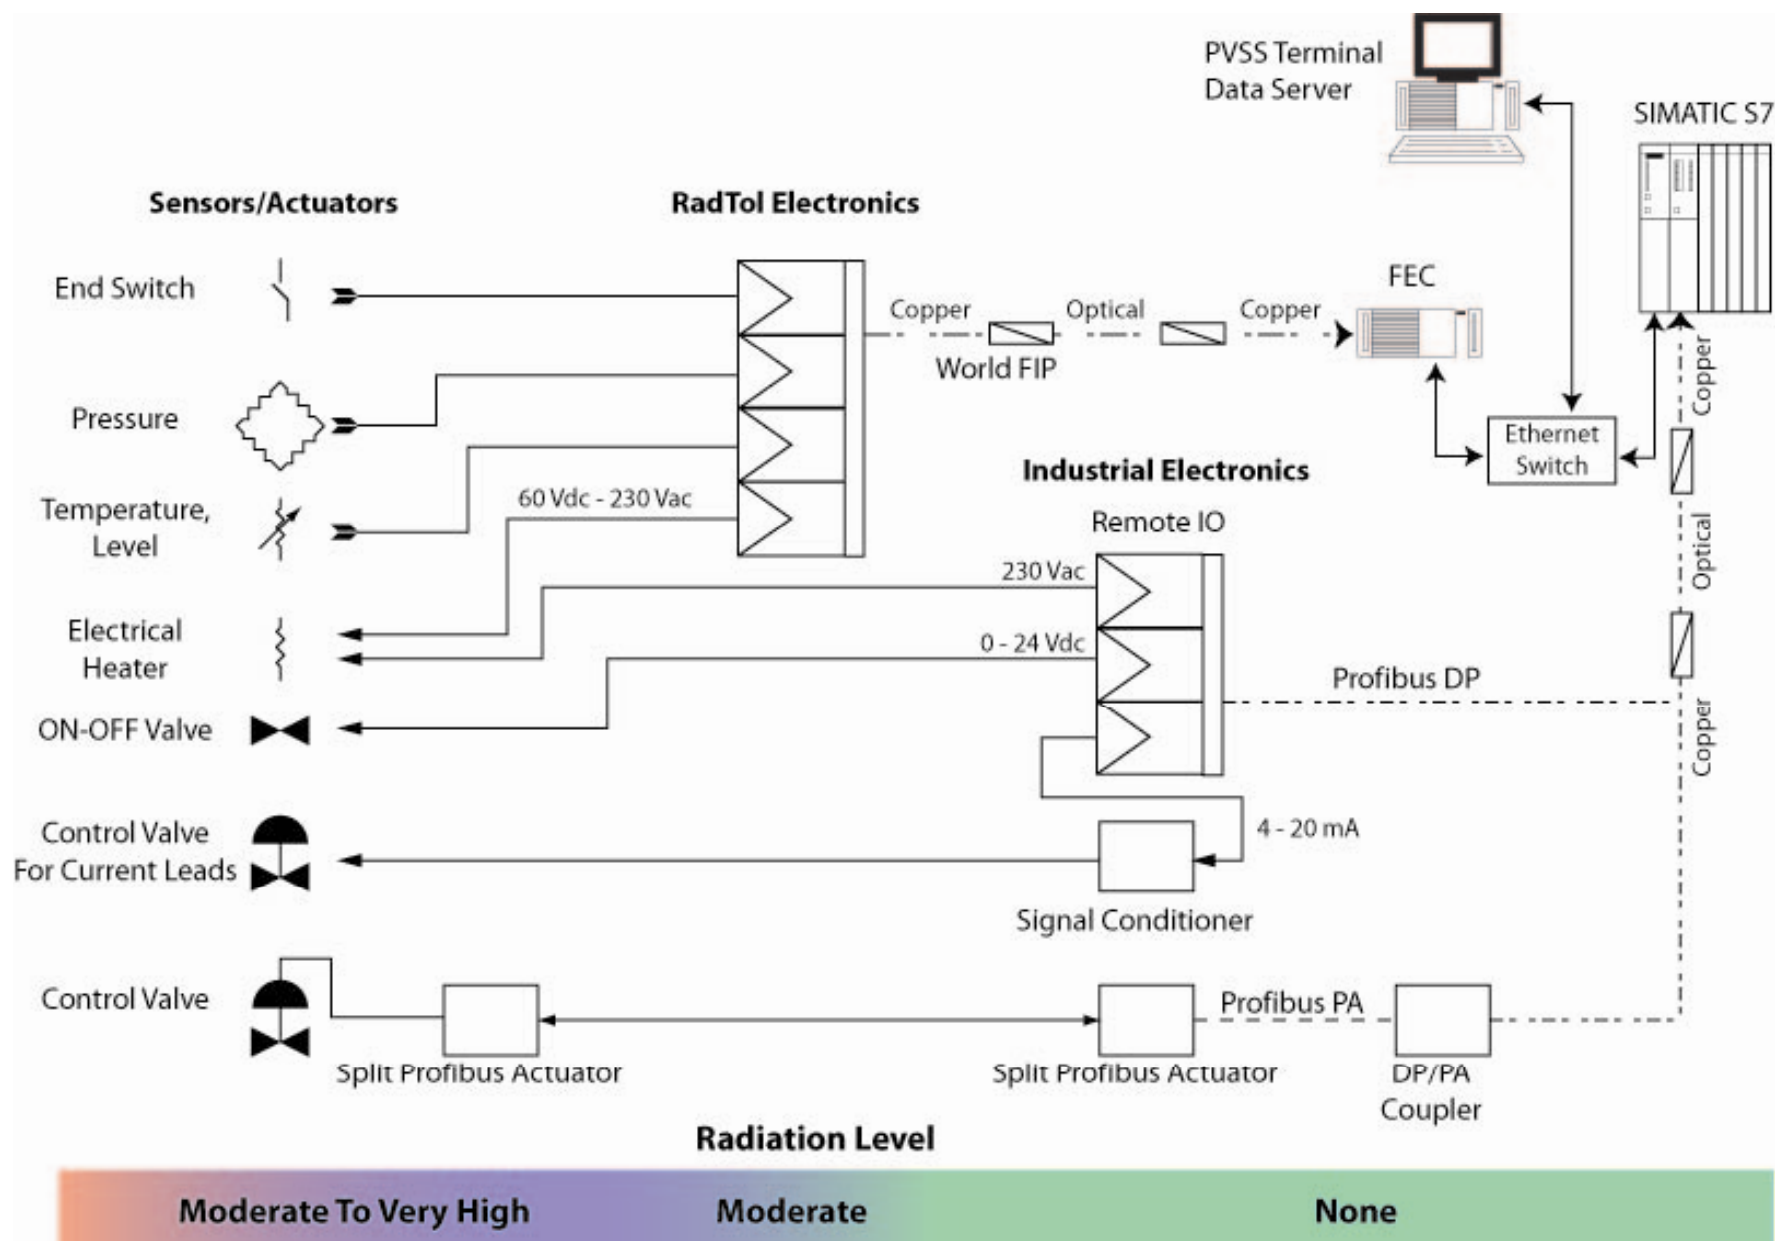 PVSS Terminal
Data Server
SIMATIC S7
Sensors/Actuators
RadTol Electronics
End Switch
FEC
Copper
Optical
Copper
World FIP
Copper
Pressure
Ethernet
Switch
Industrial Electronics
60 Vdc - 230 Vac
Temperature,
Level
Remote IO
Optical
230 Vac
Electrical
Heater
0 - 24 Vdc
Profibus DP
ON-OFF Valve
Copper
Control Valve
For Current Leads
4 - 20 mA
Signal Conditioner
Control Valve
Profibus PA
Split Profibus Actuator
Split Profibus Actuator
DP/PA
Coupler
Radiation Level
Moderate To Very High
Moderate
None